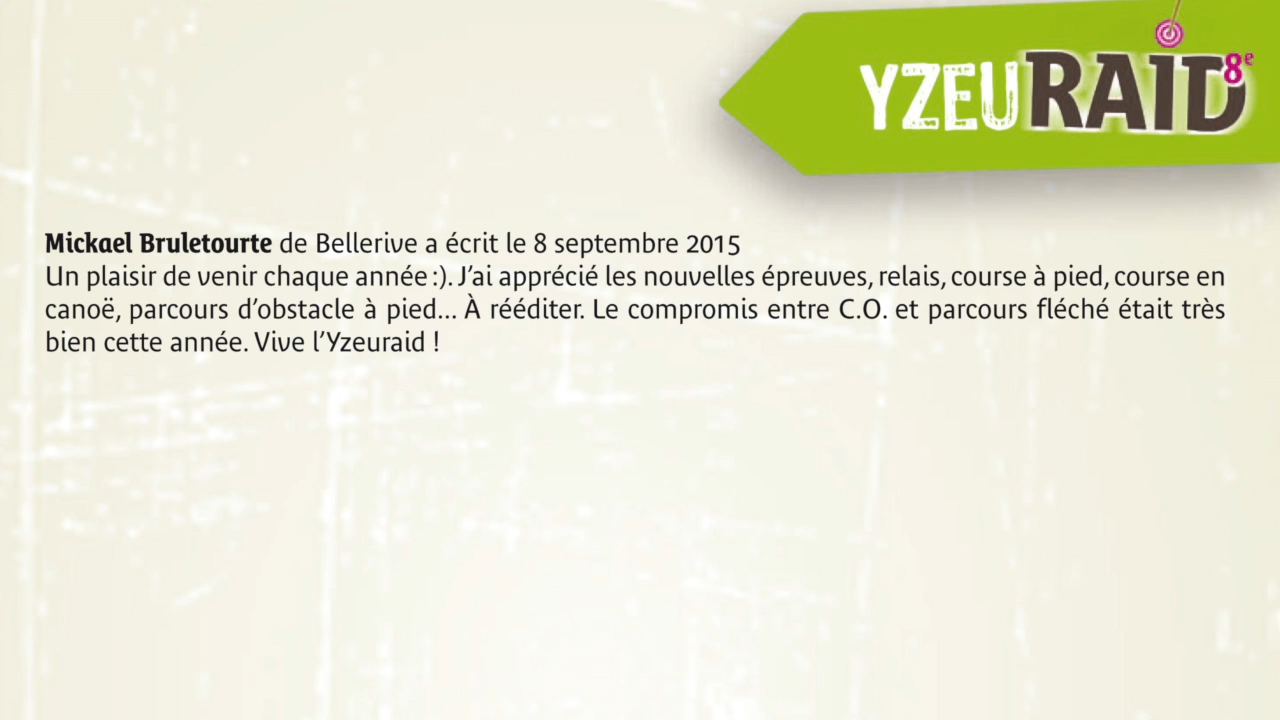 YZEURAID 8e
Mickael Bruletourte de Bellerive a écrit le 8 septembre 2015
Un plaisir de venir chaque année :). J’ai apprécié les nouvelles épreuves, relais, course à pied, course en
canoë, parcours d’obstacle à pied... À rééditer. Le compromis entre C.O. et parcours fléché était très
bien cette année. Vive l’Yzeuraid !